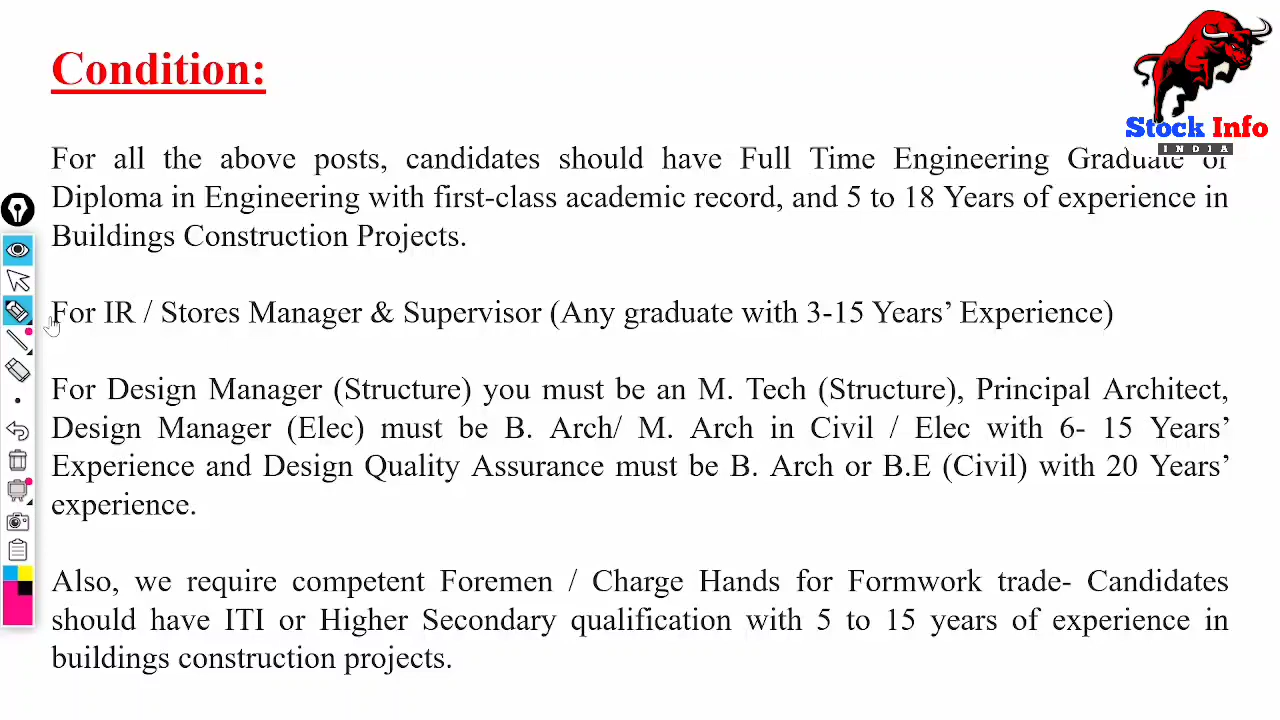 Condition:
Stock Info
INDIA
For all the above posts, candidates should have Full Time Engineering Graduate or
Diploma in Engineering with first-class academic record, and 5 to 18 Years of experience in
Buildings Construction Projects.
For IR / Stores Manager & Supervisor (Any graduate with 3-15 Years’ Experience)
For Design Manager (Structure) you must be an M. Tech (Structure), Principal Architect,
Design Manager (Elec) must be B. Arch/ M. Arch in Civil / Elec with 6- 15 Years’
Experience and Design Quality Assurance must be B. Arch or B.E (Civil) with 20 Years’
experience.
Also, we require competent Foremen / Charge Hands for Formwork trade- Candidates
should have ITI or Higher Secondary qualification with 5 to 15 years of experience in
buildings construction projects.